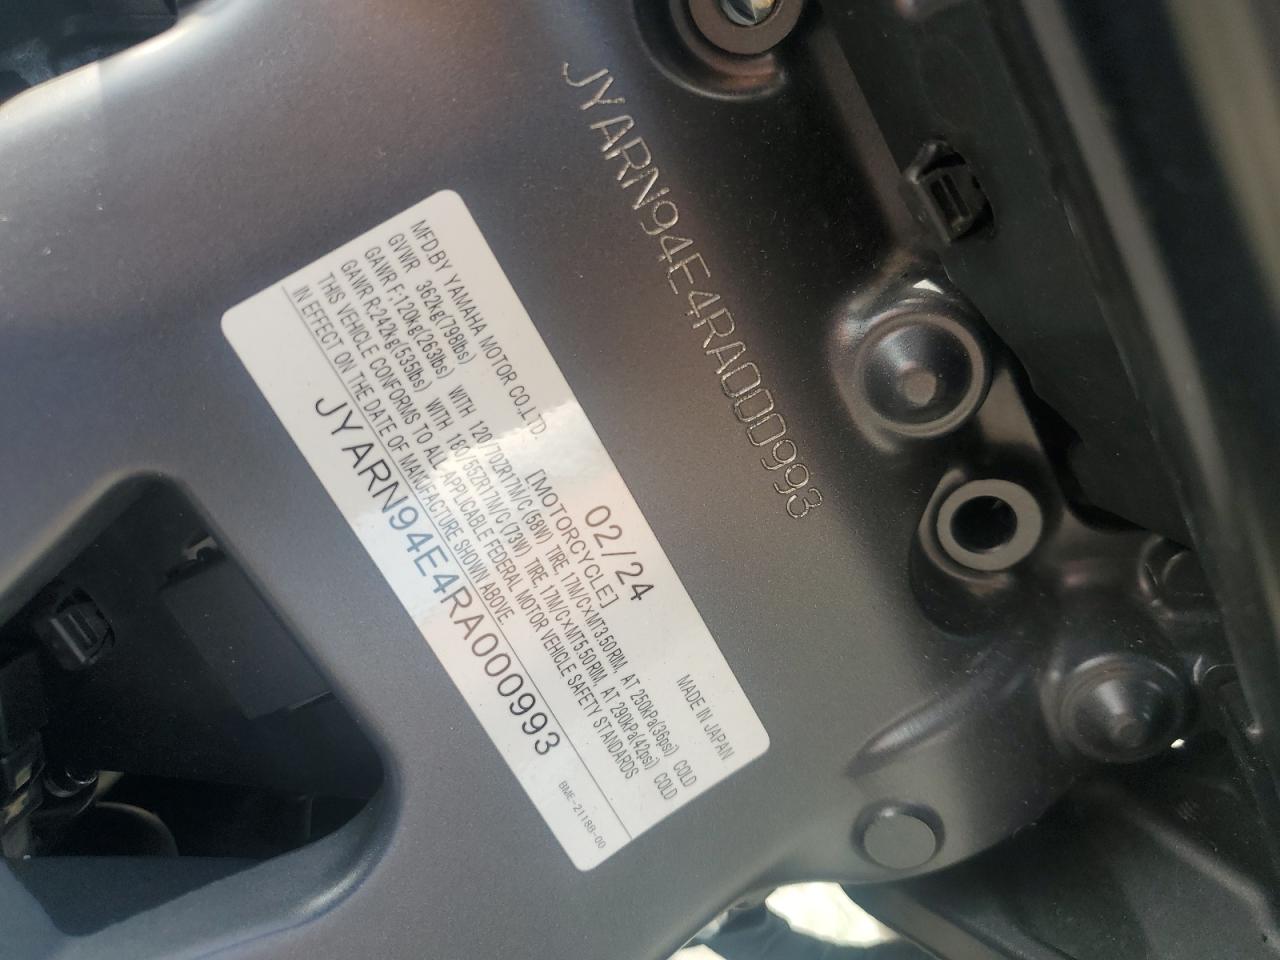 JYARN94E4RA000993
MFD.BY YAMAHA MOTOR CO.,LTD. 02/24 MADE IN JAPAN
GVWR 362kg(798lbs) [MOTORCYCLE]
GAWR F;120kg(263lbs) WITH 120/70ZR17M/C(58W) TIRE, 17M/C×MT3.50 RIM, AT 250kPa(36psi) COLD
GAWR R;242kg(535lbs) WITH 180/55ZR17M/C(73W) TIRE, 17M/C×MT5.50 RIM, AT 290kPa(42psi) COLD
THIS VEHICLE CONFORMS TO ALL APPLICABLE FEDERAL MOTOR VEHICLE SAFETY STANDARDS
IN EFFECT ON THE DATE OF MANUFACTURE SHOWN ABOVE.
JYARN94E4RA000993 BME-2118B-00